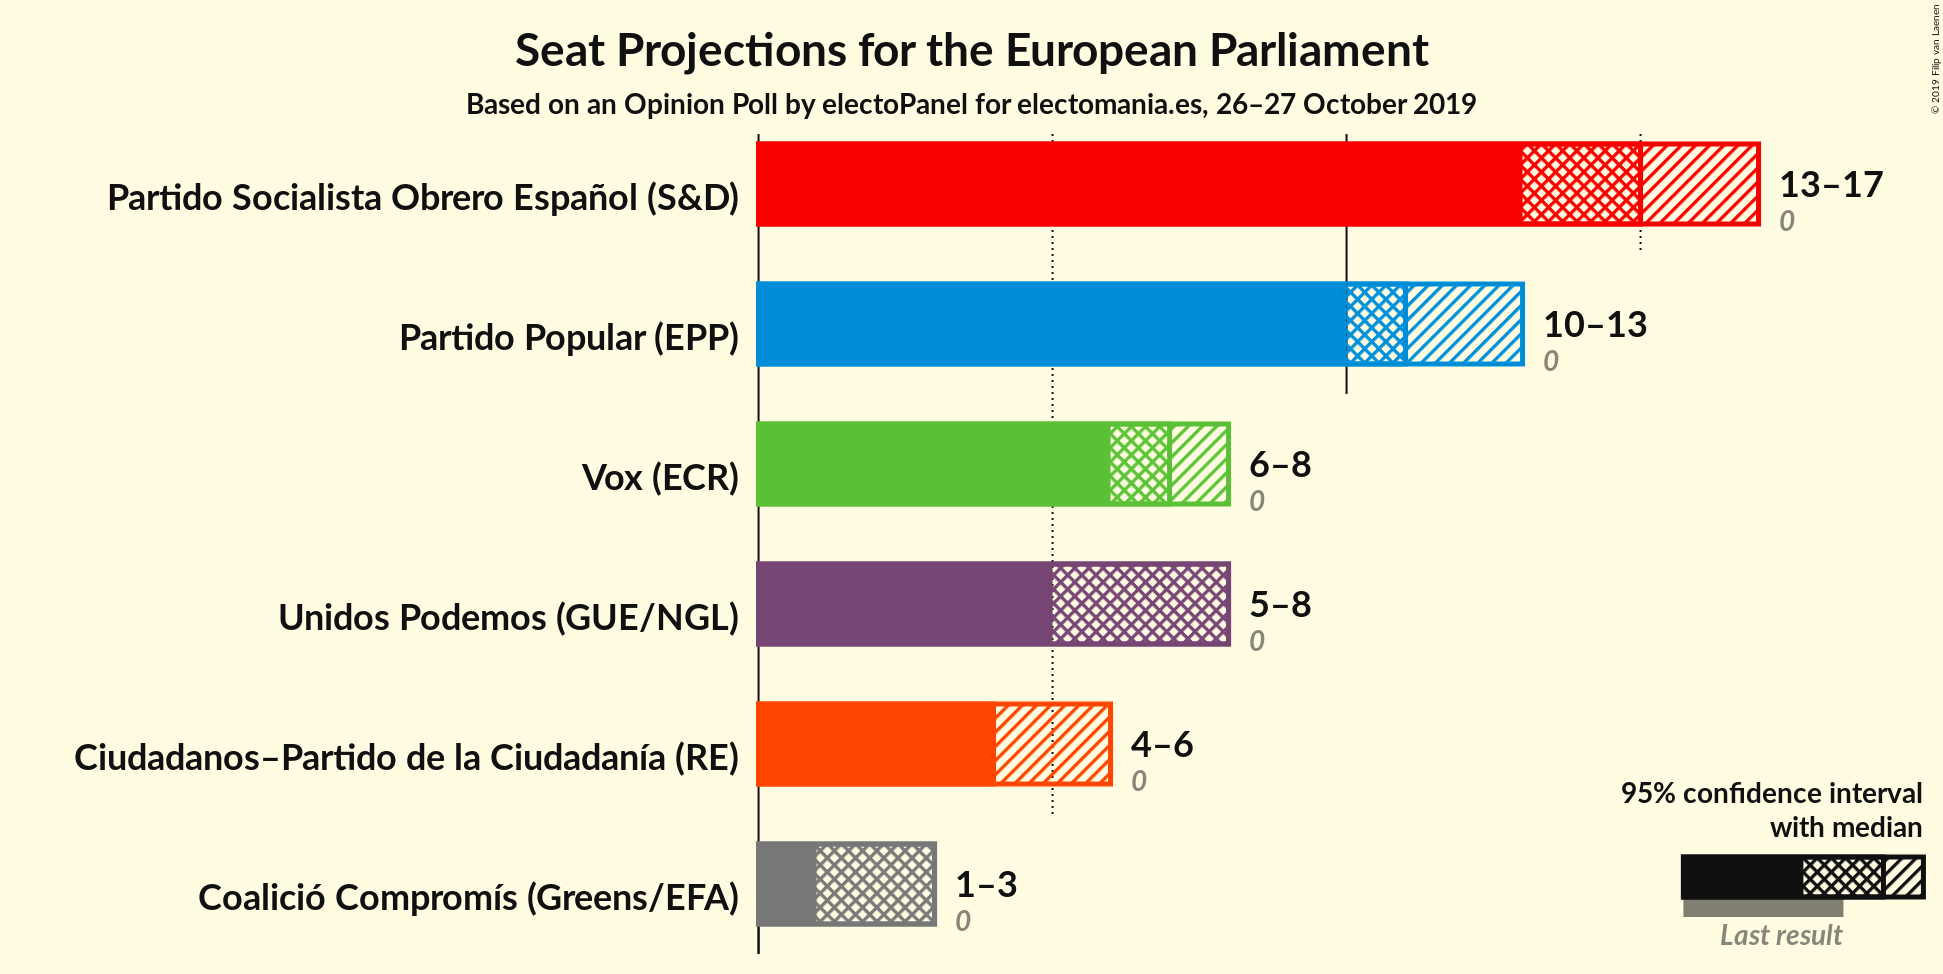 Seat Projections for the European Parliament
Based on an Opinion Poll by electoPanel for electomania.es, 26–27 October 2019
© 2019 Filip van Laenen
Partido Socialista Obrero Español (S&D)
13–17
0
Partido Popular (EPP)
10–13
0
Vox (ECR)
6–8
0
Unidos Podemos (GUE/NGL)
5–8
0
Ciudadanos–Partido de la Ciudadanía (RE)
4–6
0
Coalició Compromís (Greens/EFA)
1–3
0
95% confidence interval
with median
Last result